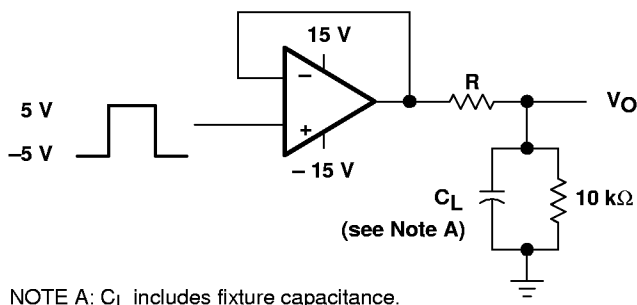 15 V
R
5 V
−
VO
–5 V
+
– 15 V
CL
10 kΩ
(see Note A)
NOTE A: CL includes fixture capacitance.